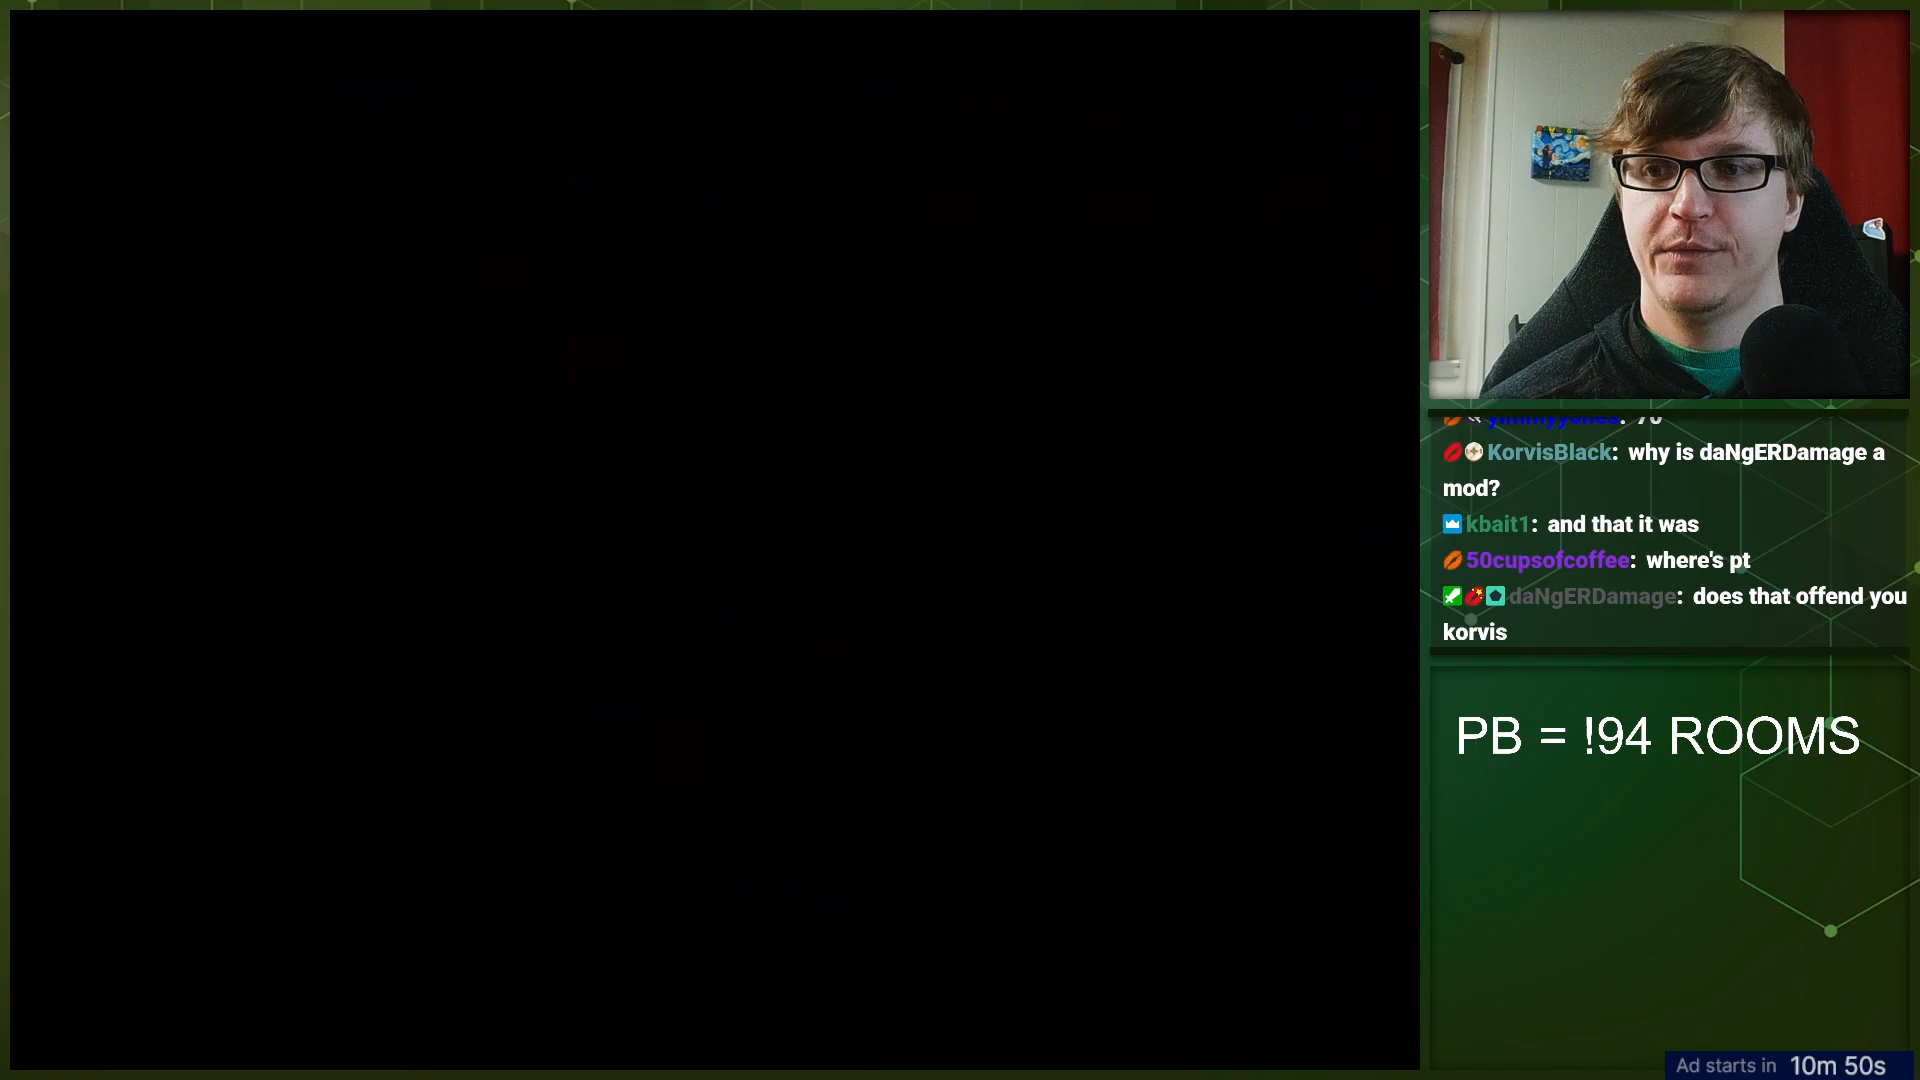 KorvisBlack: why is daNgERDamage a
mod?
kbait1: and that it was
50cupsofcoffee: where's pt
daNgERDamage: does that offend you
korvis
PB = !94 ROOMS
Ad starts in 10m 50s